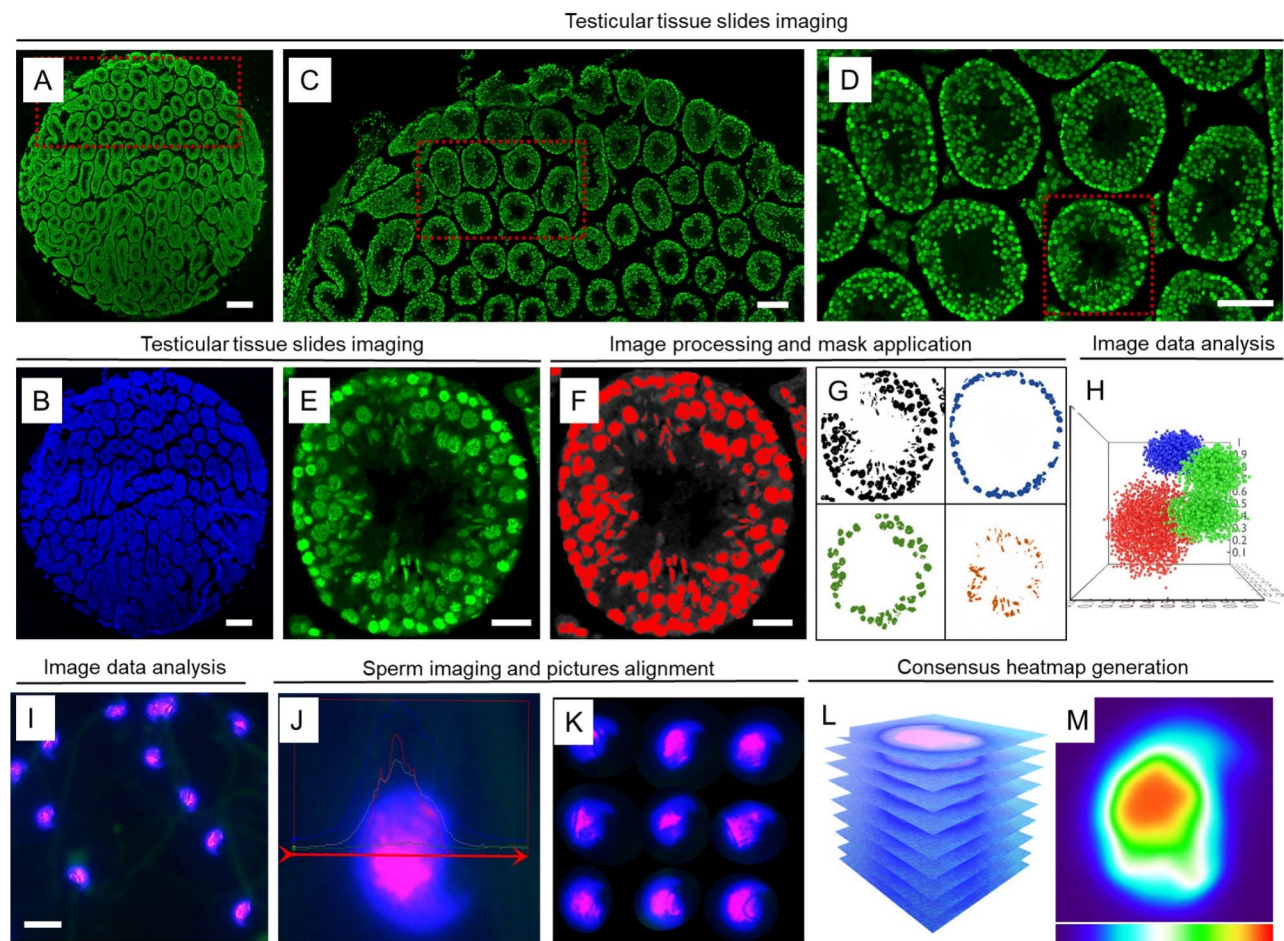 Testicular tissue slides imaging
A
C
D
Testicular tissue slides imaging
Image processing and mask application
Image data analysis
B
E
F
G
H
1
0.9
0.8
0.6
0.5
0.4
0.3
0.2
0.1
Image data analysis
Sperm imaging and pictures alignment
Consensus heatmap generation
I
J
K
L
M